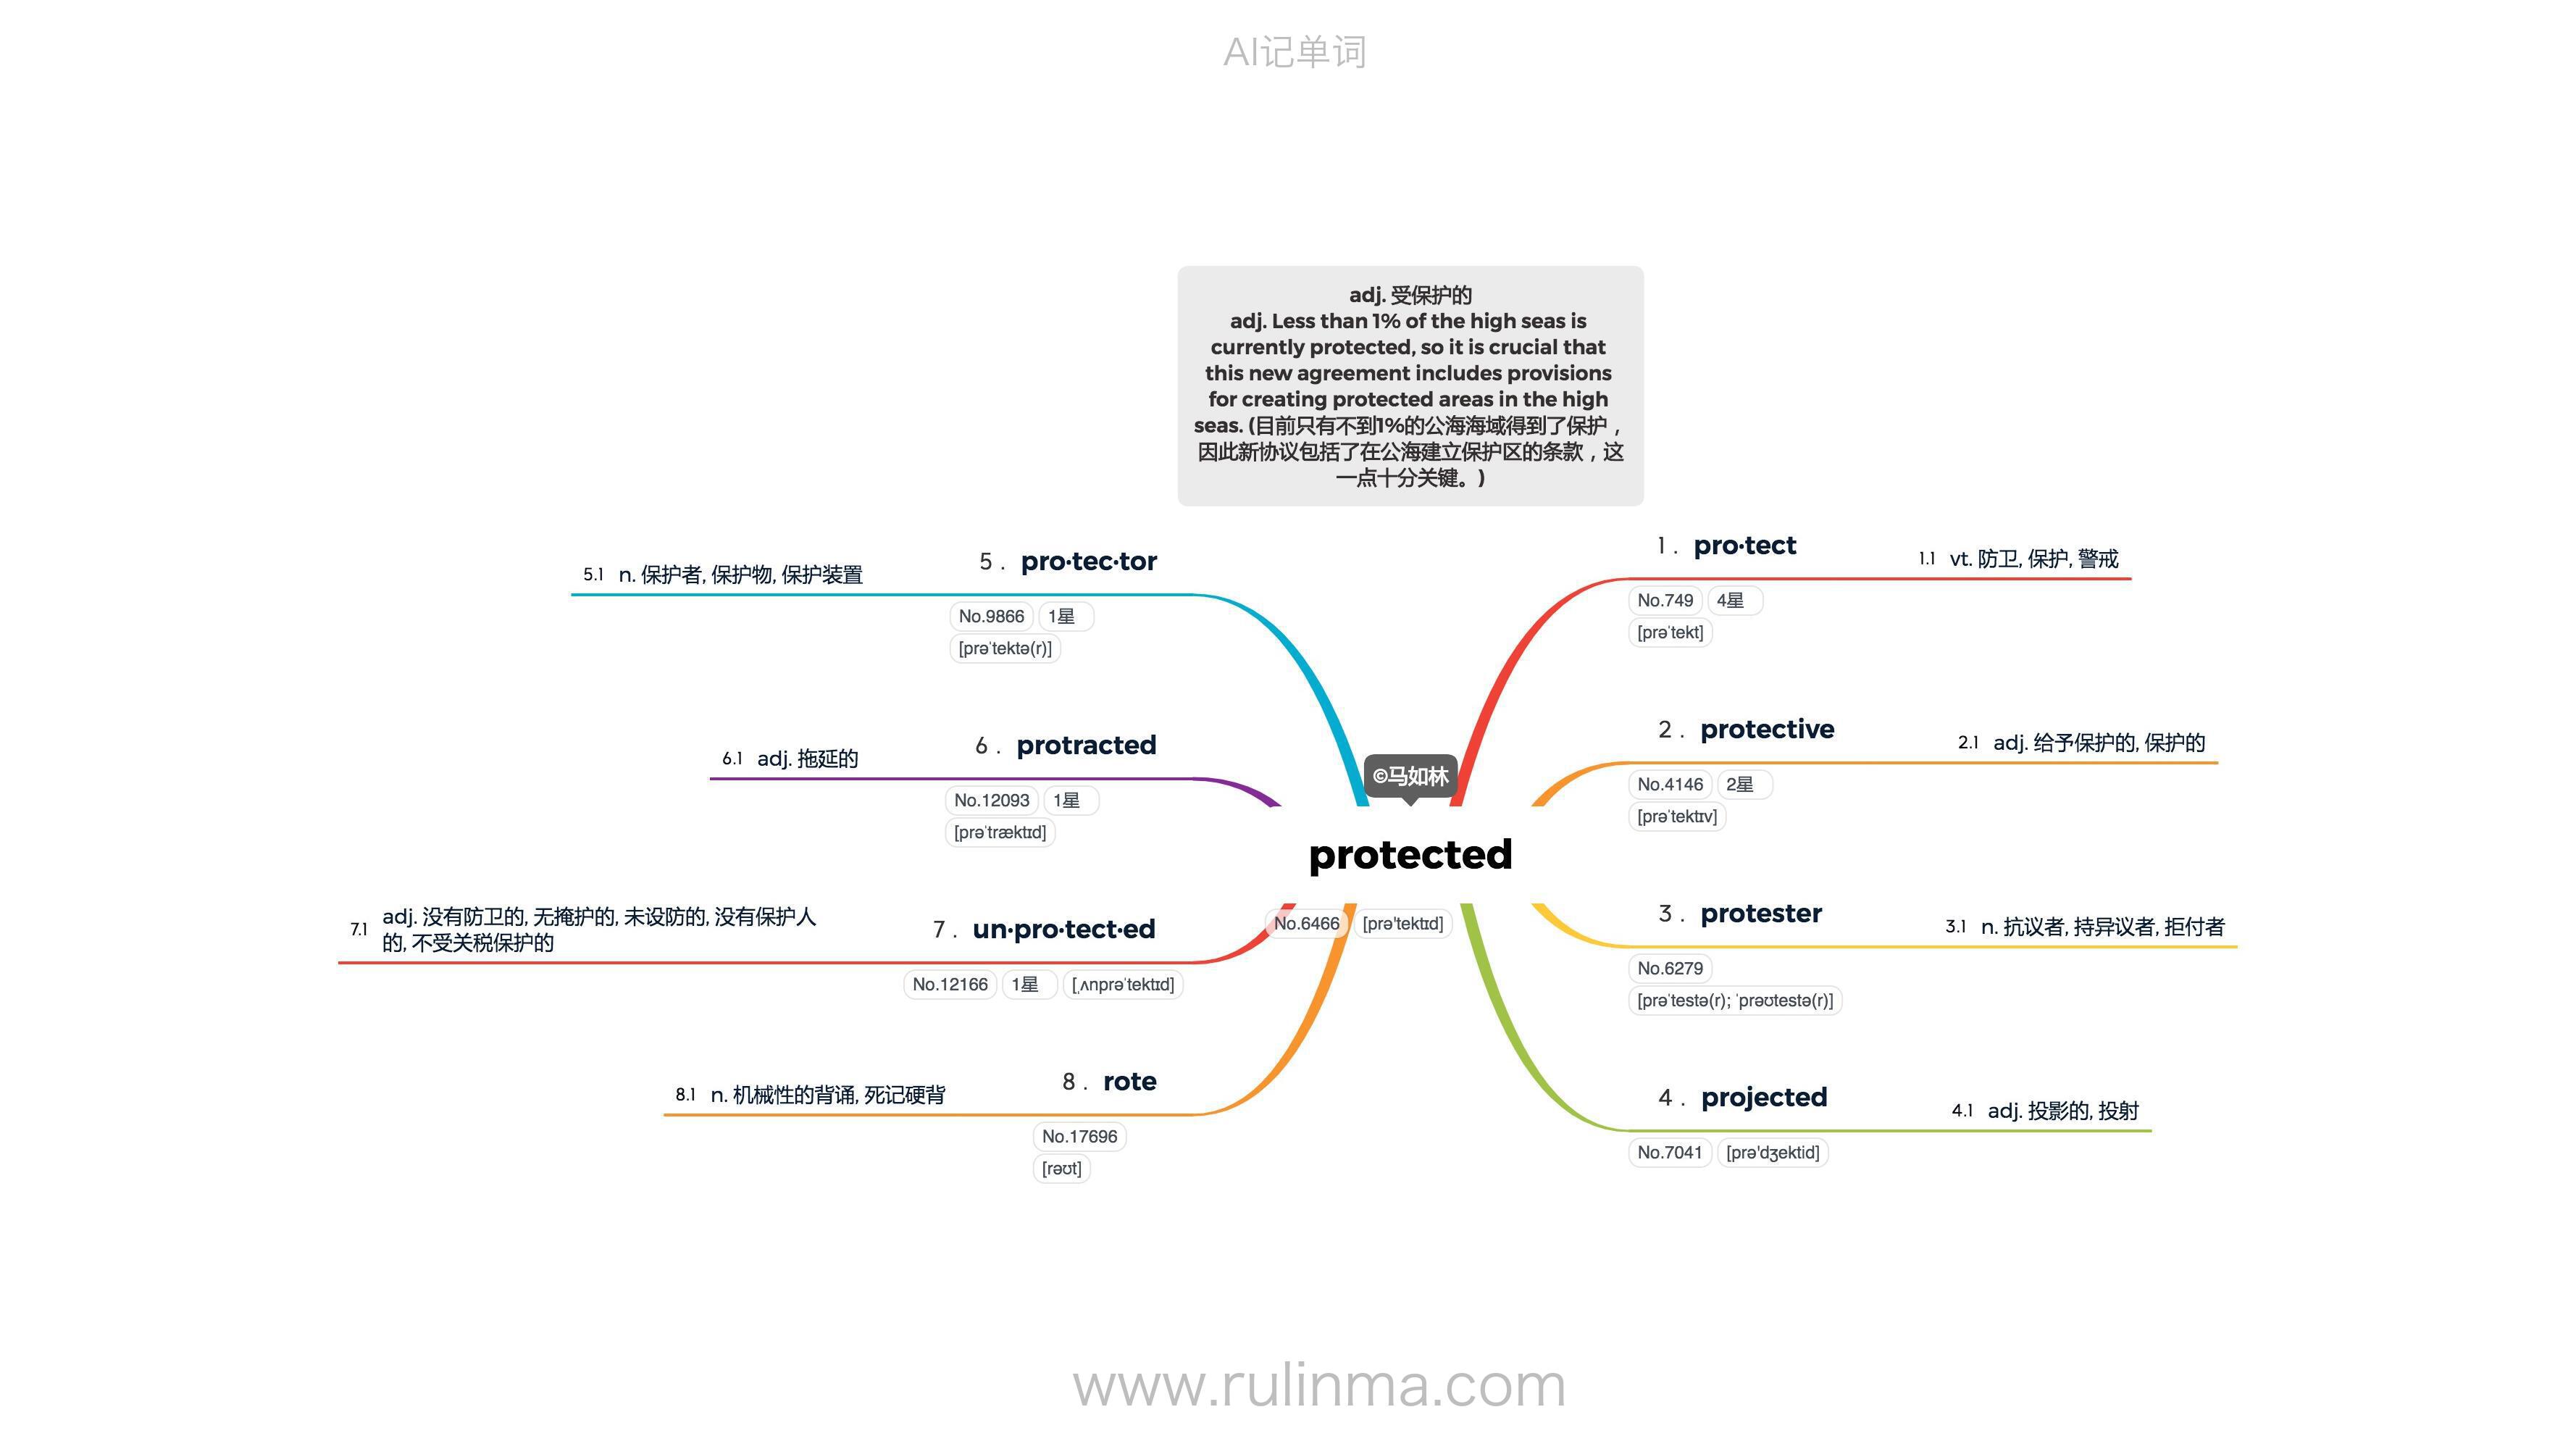 AI记单词
adj. 受保护的
adj. Less than 1% of the high seas is
currently protected, so it is crucial that
this new agreement includes provisions
for creating protected areas in the high
seas. (目前只有不到1%的公海海域得到了保护，
因此新协议包括了在公海建立保护区的条款，这
一点十分关键。)
©马如林
protected
No.6466 [prə'tektɪd]
1 . pro·tect
1.1 vt. 防卫, 保护, 警戒
No.749 4星
[prəˈtekt]
2 . protective
2.1 adj. 给予保护的, 保护的
No.4146 2星
[prəˈtektɪv]
3 . protester
3.1 n. 抗议者, 持异议者, 拒付者
No.6279
[prəˈtestə(r); ˈprəʊtestə(r)]
4 . projected
4.1 adj. 投影的, 投射
No.7041 [prə'dʒektid]
5 . pro·tec·tor
5.1 n. 保护者, 保护物, 保护装置
No.9866 1星
[prəˈtektə(r)]
6 . protracted
6.1 adj. 拖延的
No.12093 1星
[prəˈtræktɪd]
7 . un·pro·tect·ed
7.1 adj. 没有防卫的, 无掩护的, 未设防的, 没有保护人
的, 不受关税保护的
No.12166 1星 [ˌʌnprəˈtektɪd]
8 . rote
8.1 n. 机械性的背诵, 死记硬背
No.17696
[rəʊt]
www.rulinma.com